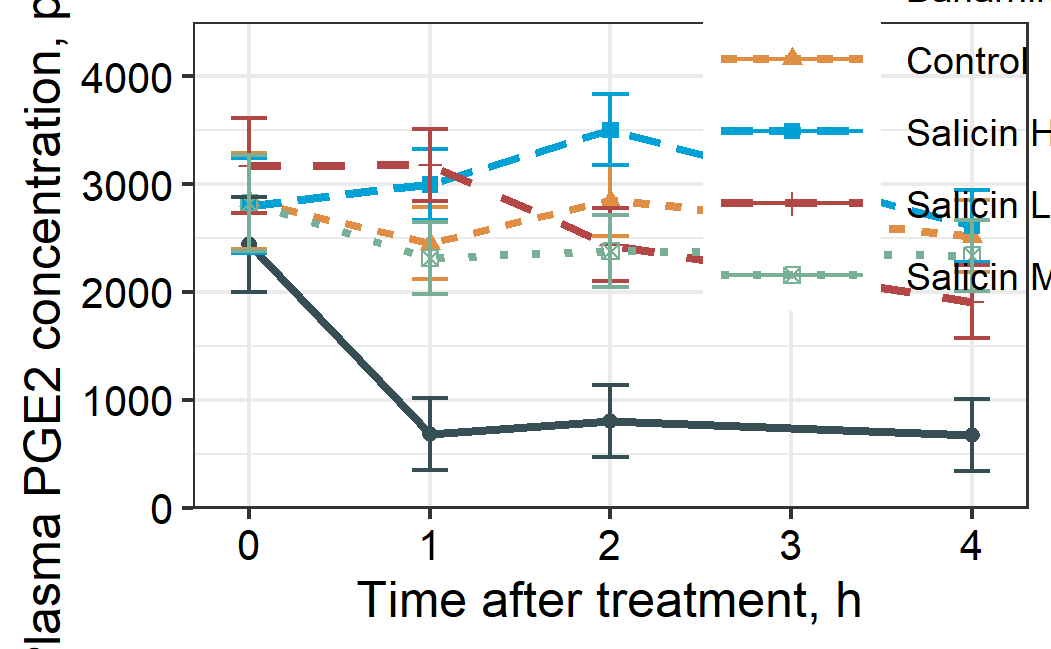 Plasma PGE2 concentration, p
4000
3000
2000
1000
0
0 1 2 3 4
Time after treatment, h
Control
Salicin H
Salicin L
Salicin M